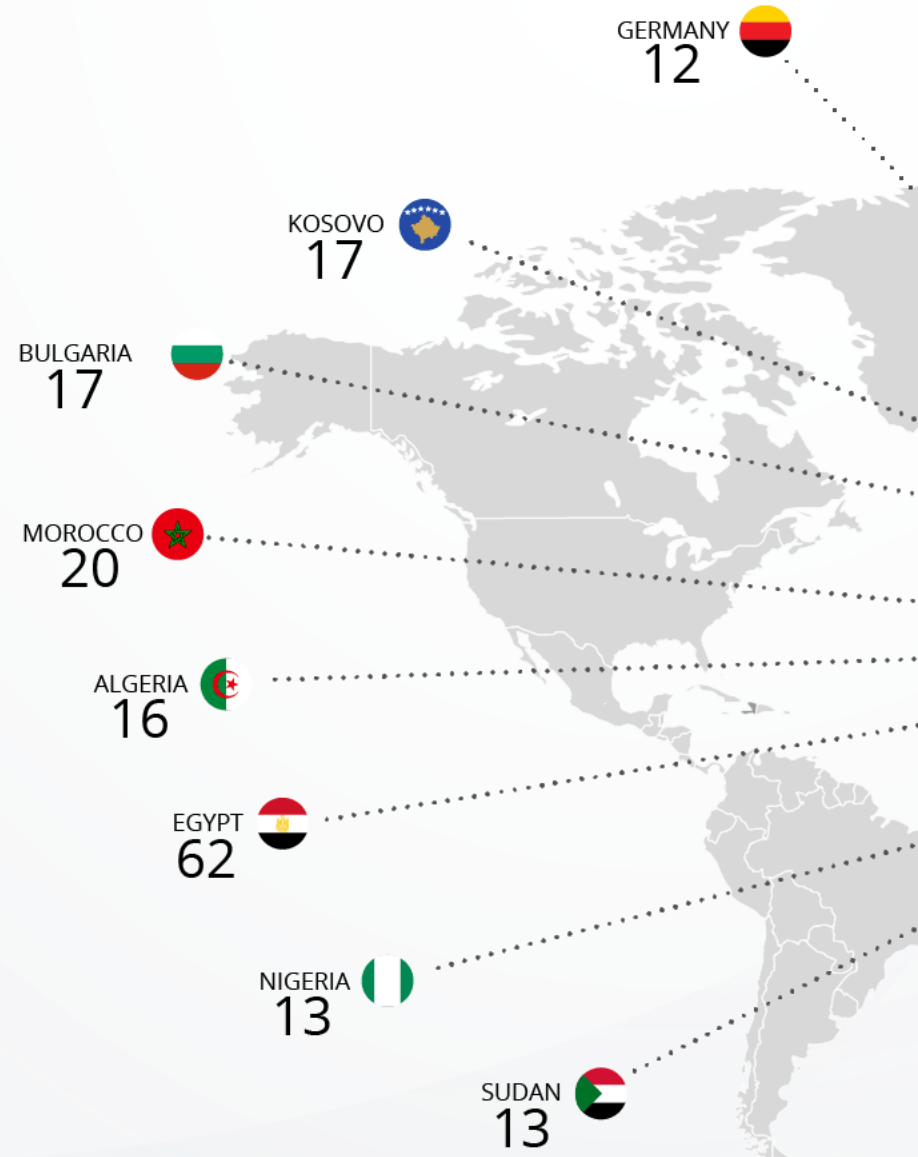 GERMANY
12
KOSOVO
17
BULGARIA
17
MOROCCO
20
ALGERIA
16
EGYPT
62
NIGERIA
13
SUDAN
13